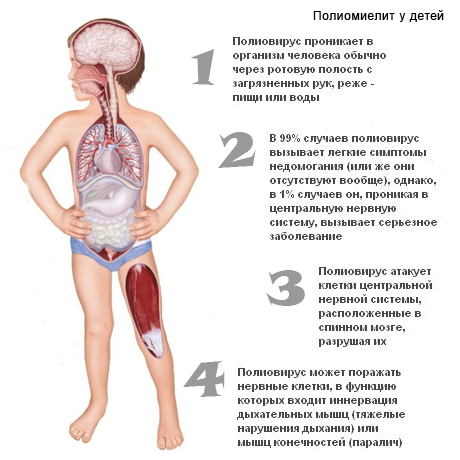 Полиомиелит у детей
1
Полиовирус проникает в
организм человека обычно
через ротовую полость с
загрязненных рук, реже -
пищи или воды
2
В 99% случаев полиовирус
вызывает легкие симптомы
недомогания (или же они
отсутствуют вообще), однако,
в 1% случаев он, проникая в
центральную нервную
систему, вызывает серьезное
заболевание
3
Полиовирус атакует
клетки центральной
нервной системы,
расположенные в
спинном мозге,
разрушая их
4
Полиовирус может поражать
нервные клетки, в функцию
которых входит иннервация
дыхательных мышц (тяжелые
нарушения дыхания) или
мышц конечностей (паралич)